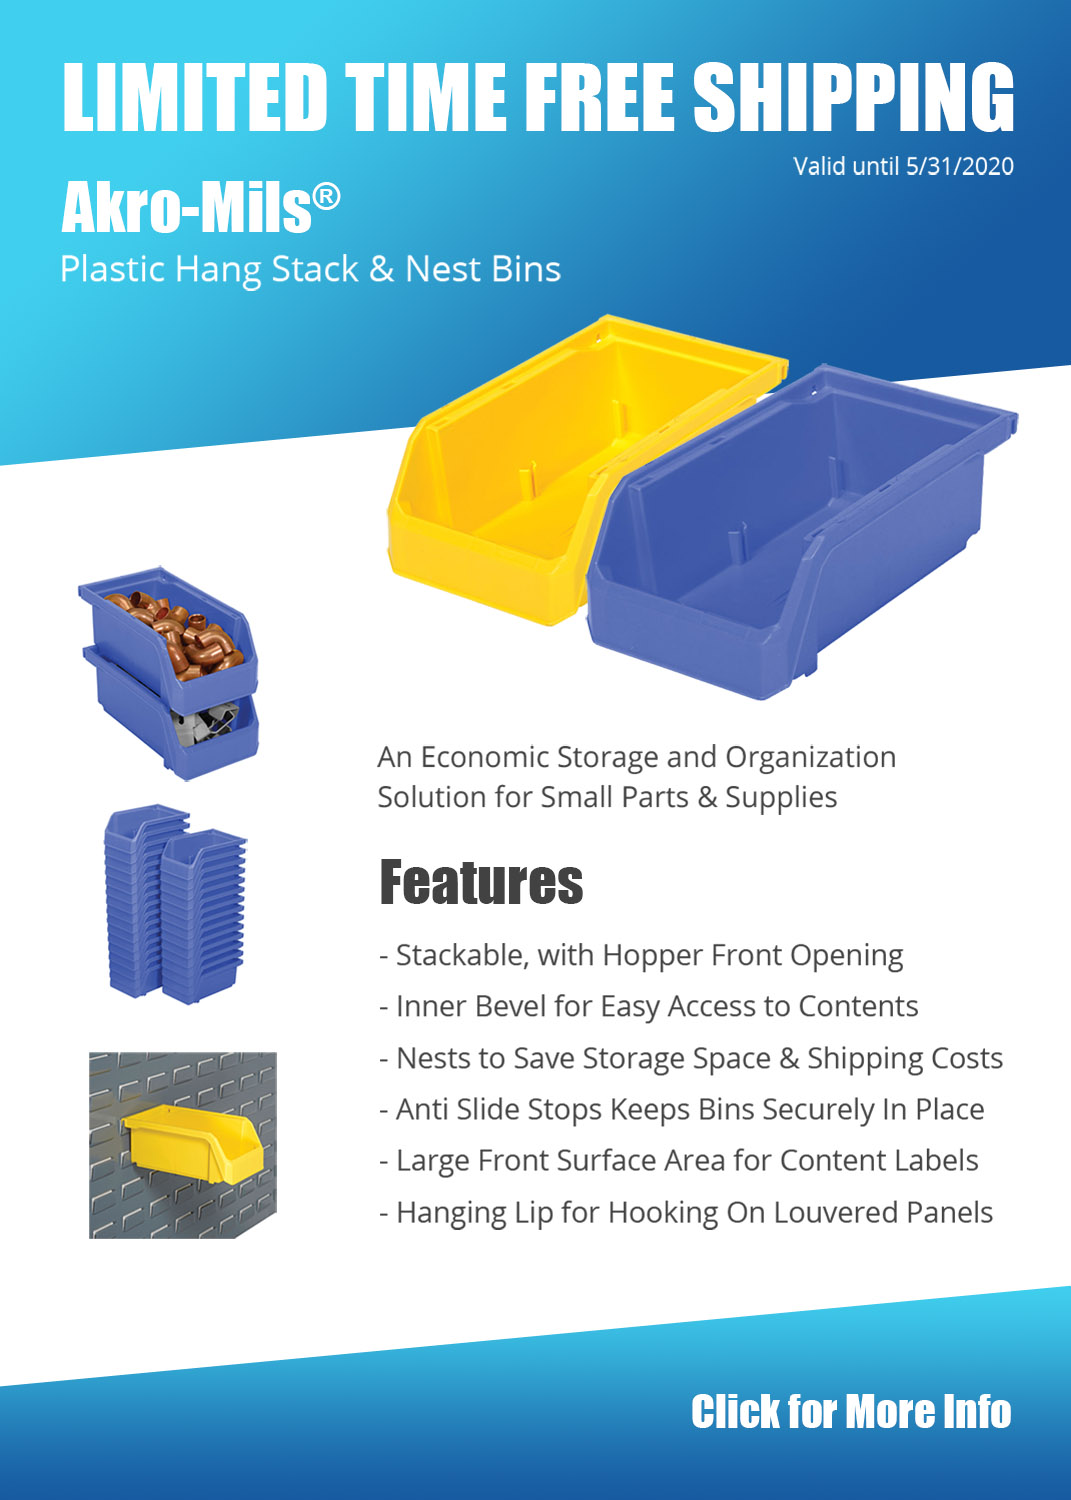 LIMITED TIME FREE SHIPPING
Valid until 5/31/2020
Akro-Mils®
Plastic Hang Stack & Nest Bins
An Economic Storage and Organization
Solution for Small Parts & Supplies
Features
- Stackable, with Hopper Front Opening
- Inner Bevel for Easy Access to Contents
- Nests to Save Storage Space & Shipping Costs
- Anti Slide Stops Keeps Bins Securely In Place
- Large Front Surface Area for Content Labels
- Hanging Lip for Hooking On Louvered Panels
Click for More Info